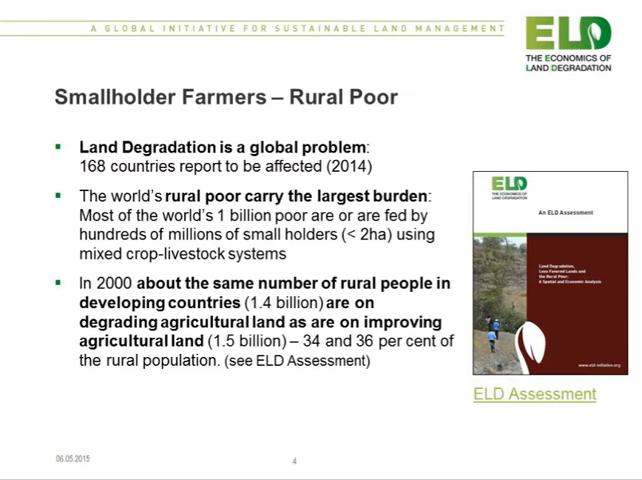 A GLOBAL INITIATIVE FOR SUSTAINABLE LAND MANAGEMENT
ELD
THE ECONOMICS OF
LAND DEGRADATION
Smallholder Farmers – Rural Poor
▪ Land Degradation is a global problem:
168 countries report to be affected (2014)
▪ The world's rural poor carry the largest burden:
Most of the world's 1 billion poor are or are fed by
hundreds of millions of small holders (< 2ha) using
mixed crop-livestock systems
▪ In 2000 about the same number of rural people in
developing countries (1.4 billion) are on
degrading agricultural land as are on improving
agricultural land (1.5 billion) – 34 and 36 per cent of
the rural population. (see ELD Assessment)
ELD
THE ECONOMICS OF
LAND DEGRADATION
An ELD Assessment
Land Degradation,
Less Favored Lands and
the Rural Poor:
A Spatial and Economic Analysis
www.eld-initiative.org
ELD Assessment
06.05.2015
4